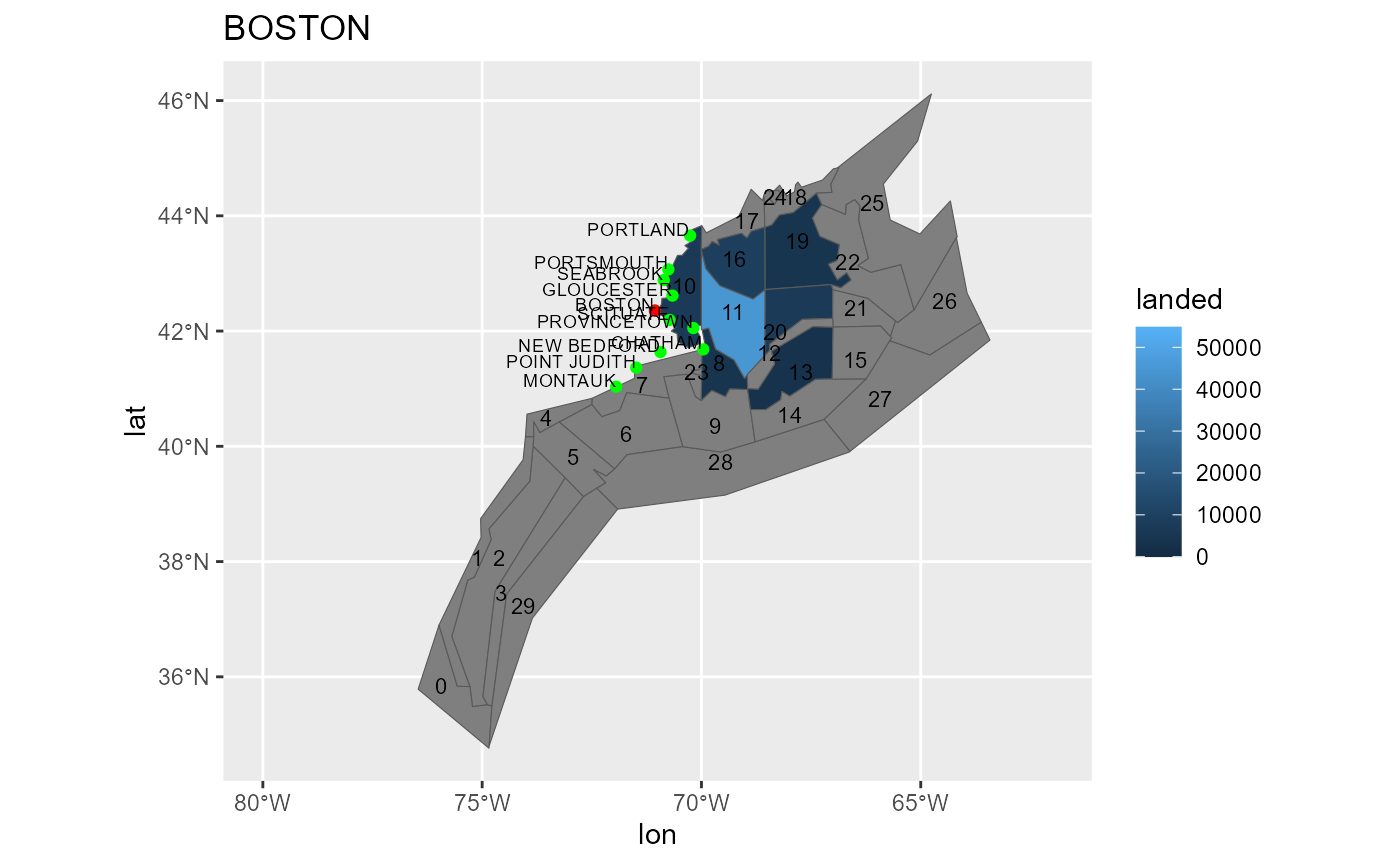 BOSTON
46°N
44°N
42°N
40°N
38°N
36°N
lat
PORTLAND
PORTSMOUTH
SEABROOK
GLOUCESTER
BOSTON
SCITUATE
PROVINCETOWN
CHATHAM
NEW BEDFORD
POINT JUDITH
MONTAUK
24
18
25
17
19
16
22
10
26
11
21
20
12
15
8
23
13
7
27
4
14
6
9
5
28
1
2
3
29
0
80°W
75°W
70°W
65°W
lon
landed
50000
40000
30000
20000
10000
0